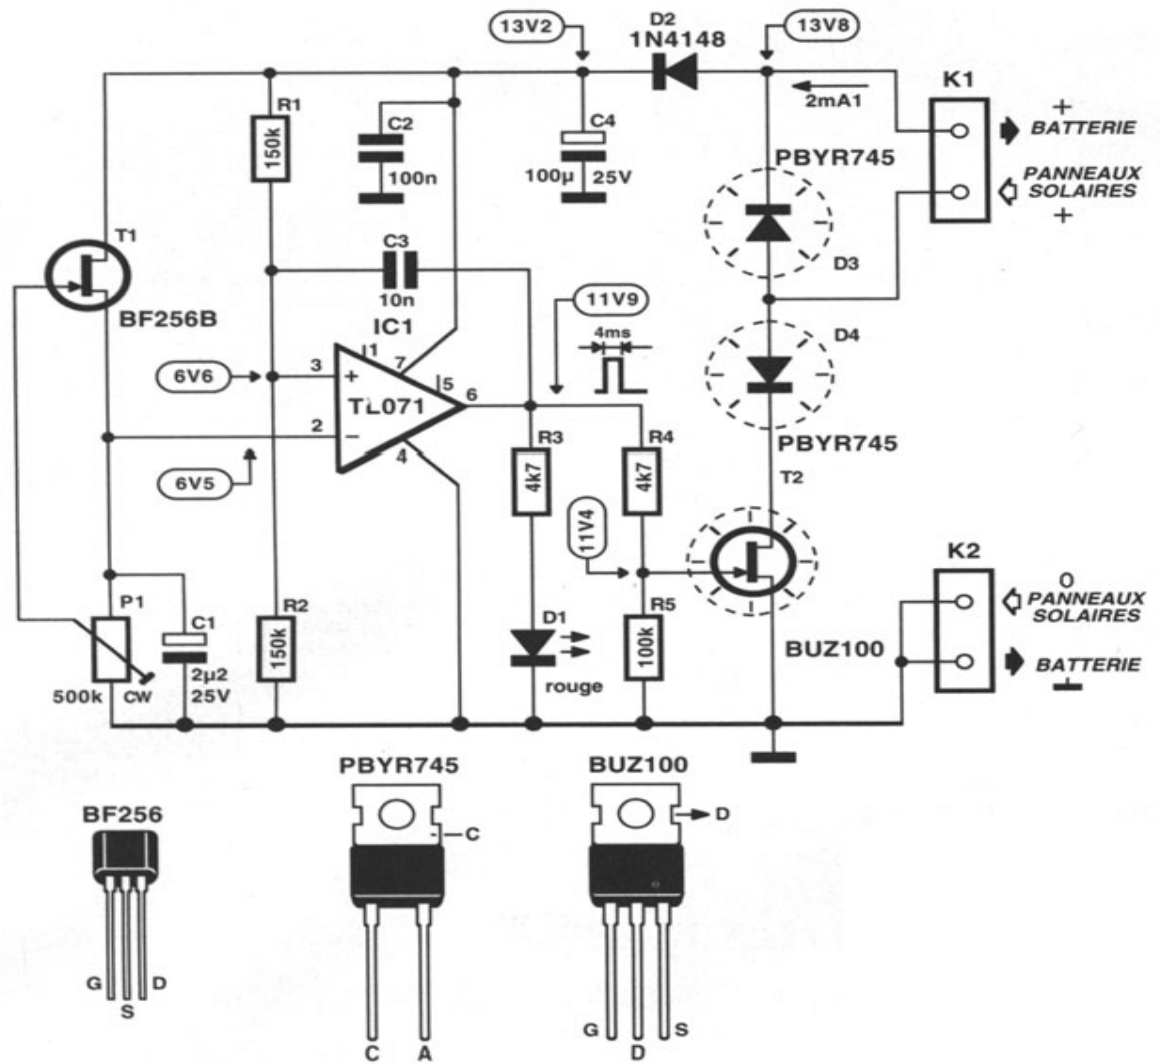 D2
1N4148
13V2
13V8
2mA1
K1
+
BATTERIE
PANNEAUX
SOLAIRES
+
R1
150k
C2
100n
C4
100µ 25V
PBYR745
D3
T1
BF256B
C3
10n
IC1
11V9
4ms
D4
PBYR745
6V6
3
+
1
7
5
6
TL071
2
−
4
6V5
R3
4k7
R4
4k7
T2
11V4
BUZ100
K2
0
PANNEAUX
SOLAIRES
BATTERIE
P1
500k
CW
C1
2µ2
25V
R2
150k
D1
rouge
R5
100k
BF256
G
S
D
PBYR745
C
C
A
BUZ100
D
G
D
S